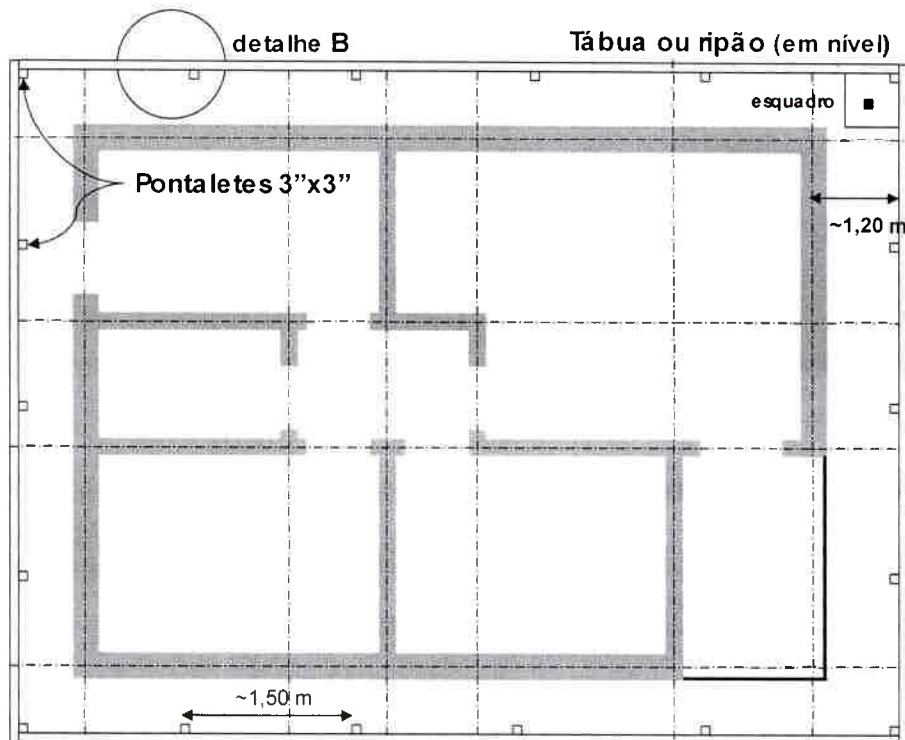 detalhe B
Tábua ou ripão (em nível)
esquadro
Pontaletes 3”x3”
~1,20 m
~1,50 m